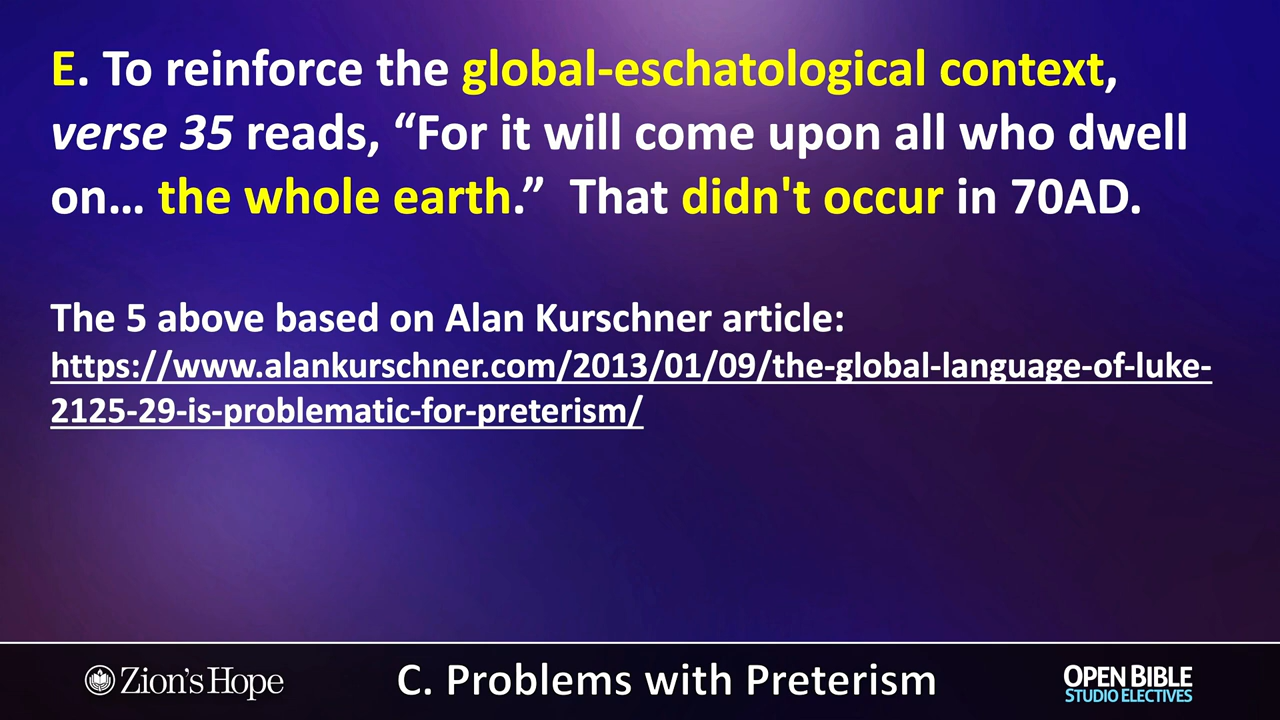 E. To reinforce the global-eschatological context,
verse 35 reads, “For it will come upon all who dwell
on... the whole earth.”  That didn't occur in 70AD.
The 5 above based on Alan Kurschner article:
https://www.alankurschner.com/2013/01/09/the-global-language-of-luke-
2125-29-is-problematic-for-preterism/
Zion's Hope
C. Problems with Preterism
OPEN BIBLE
STUDIO ELECTIVES